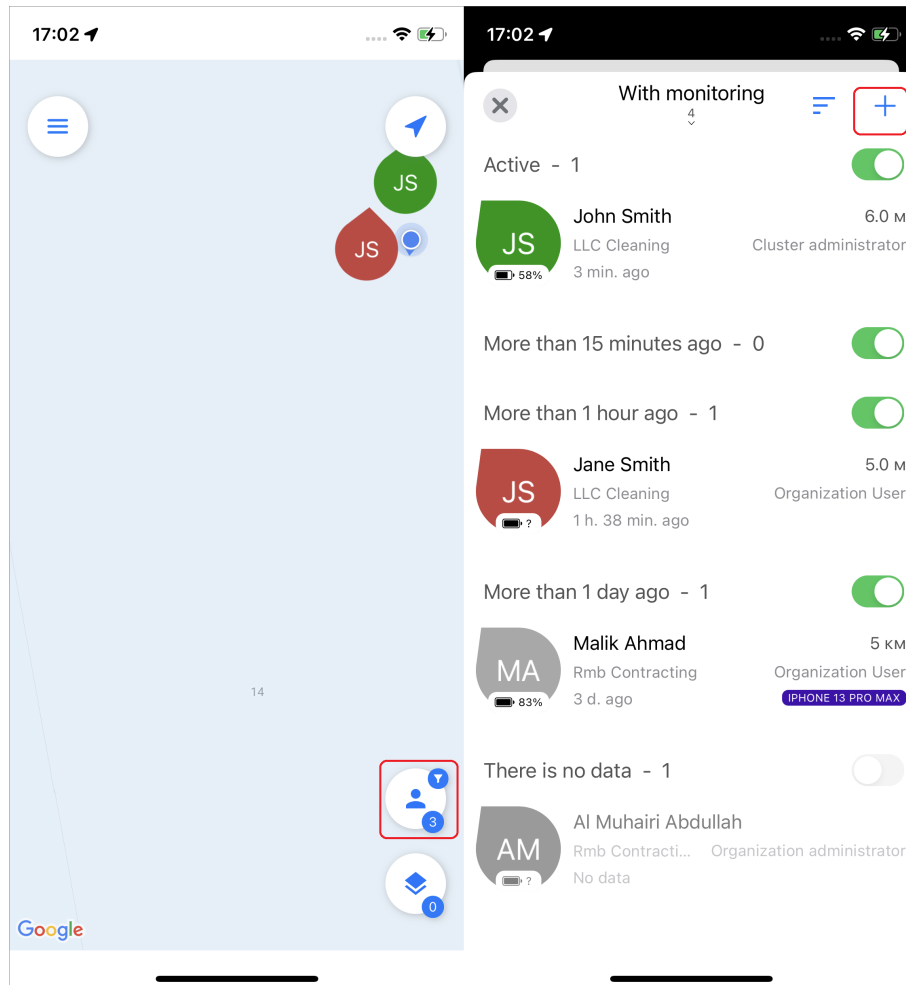 17:02
JS
JS
14
3
0
Google
17:02
With monitoring
4
Active - 1
JS
58%
John Smith
6.0 м
LLC Cleaning
Cluster administrator
3 min. ago
More than 15 minutes ago - 0
More than 1 hour ago - 1
JS
?
Jane Smith
5.0 м
LLC Cleaning
Organization User
1 h. 38 min. ago
More than 1 day ago - 1
MA
83%
Malik Ahmad
5 км
Rmb Contracting
Organization User
3 d. ago
IPHONE 13 PRO MAX
There is no data - 1
AM
?
Al Muhairi Abdullah
Rmb Contracti...
Organization administrator
No data